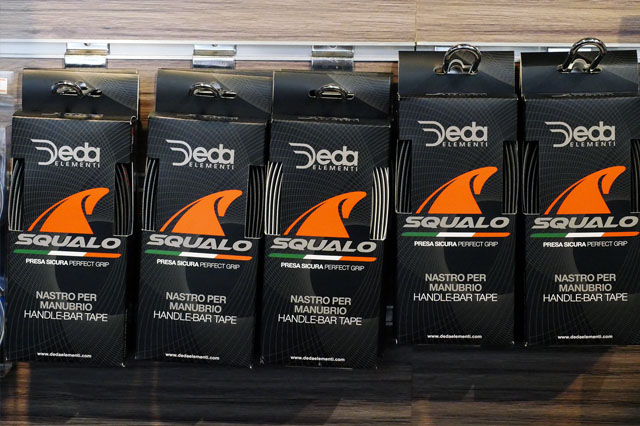 Deda
ELEMENTI
SQUALO
PRESA SICURA PERFECT GRIP
NASTRO PER
MANUBRIO
HANDLE-BAR TAPE
www.dedaelementi.com
Deda
ELEMENTI
SQUALO
PRESA SICURA PERFECT GRIP
NASTRO PER
MANUBRIO
HANDLE-BAR TAPE
www.dedaelementi.com
Deda
ELEMENTI
SQUALO
PRESA SICURA PERFECT GRIP
NASTRO PER
MANUBRIO
HANDLE-BAR TAPE
www.dedaelementi.com
Deda
ELEMENTI
SQUALO
PRESA SICURA PERFECT GRIP
NASTRO PER
MANUBRIO
HANDLE-BAR TAPE
www.dedaelementi.com
Deda
ELEMENTI
SQUALO
PRESA SICURA PERFECT GRIP
NASTRO PER
MANUBRIO
HANDLE-BAR TAPE
www.dedaelementi.com